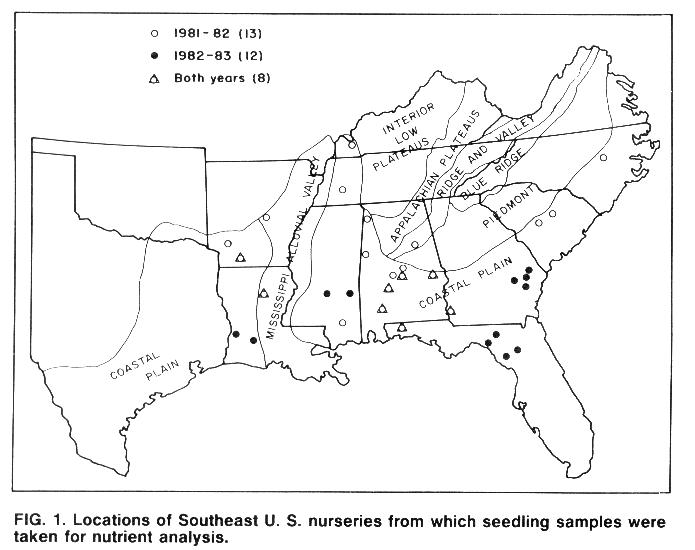 1981-82 (13)
1982-83 (12)
Both years (8)
INTERIOR
LOW
PLATEAUS
APPALACHIAN PLATEAUS
RIDGE AND VALLEY
BLUE RIDGE
PIEDMONT
MISSISSIPPI ALLUVIAL VALLEY
COASTAL PLAIN
COASTAL
PLAIN
FIG. 1. Locations of Southeast U. S. nurseries from which seedling samples were
taken for nutrient analysis.